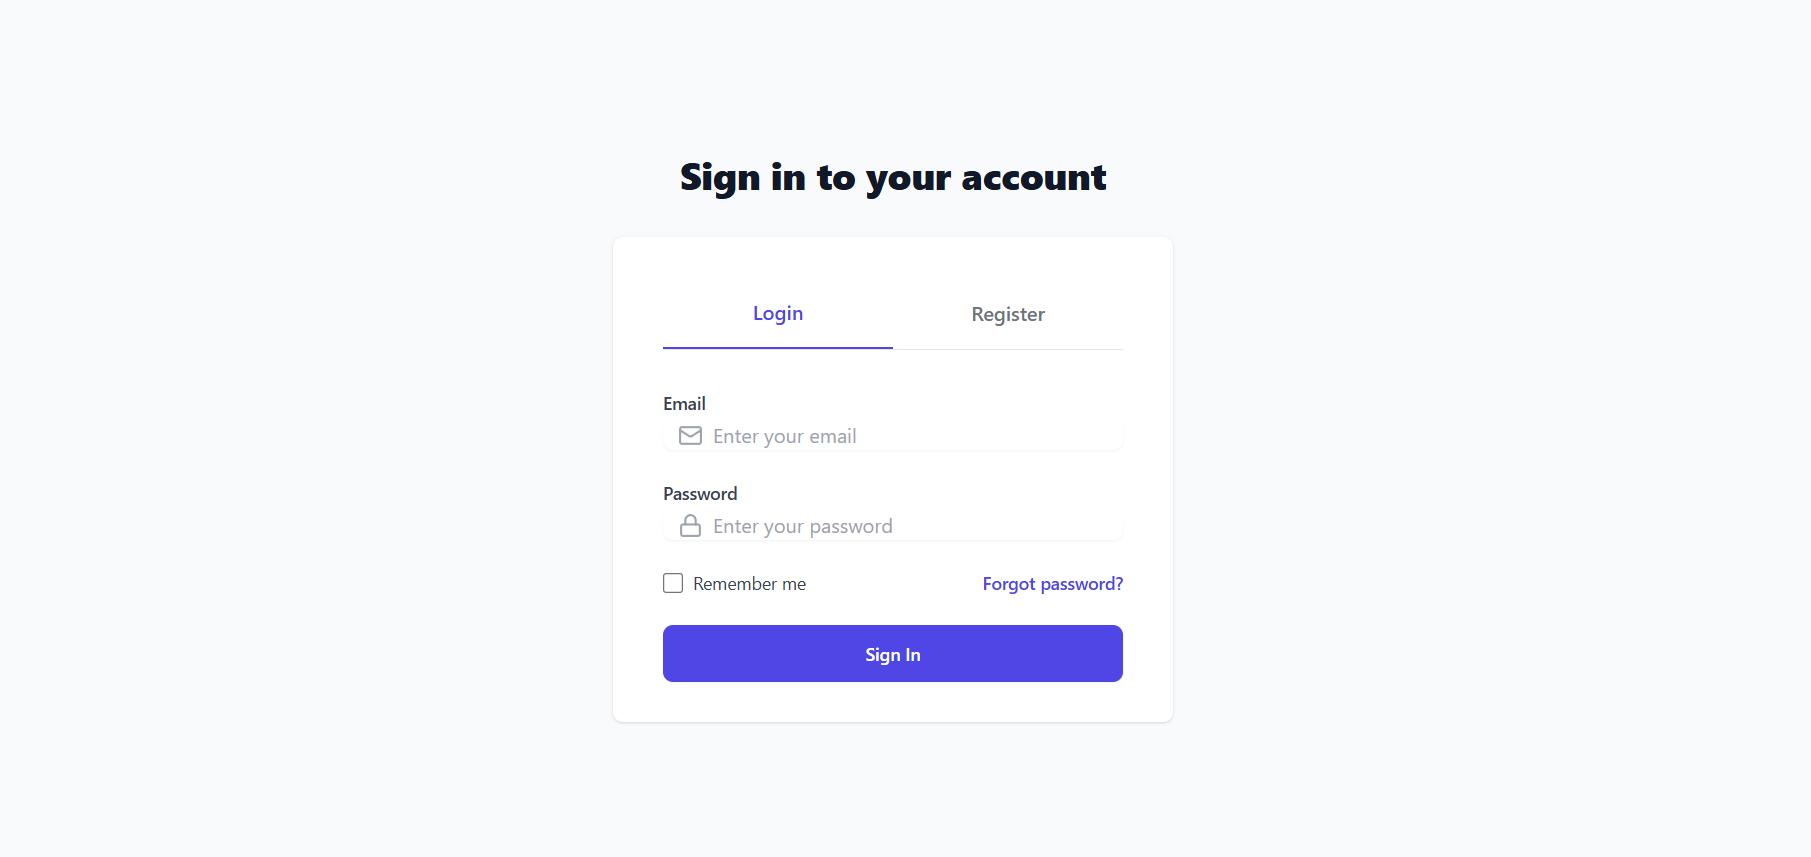 Sign in to your account
Login
Register
Email
Enter your email
Password
Enter your password
Remember me
Forgot password?
Sign In